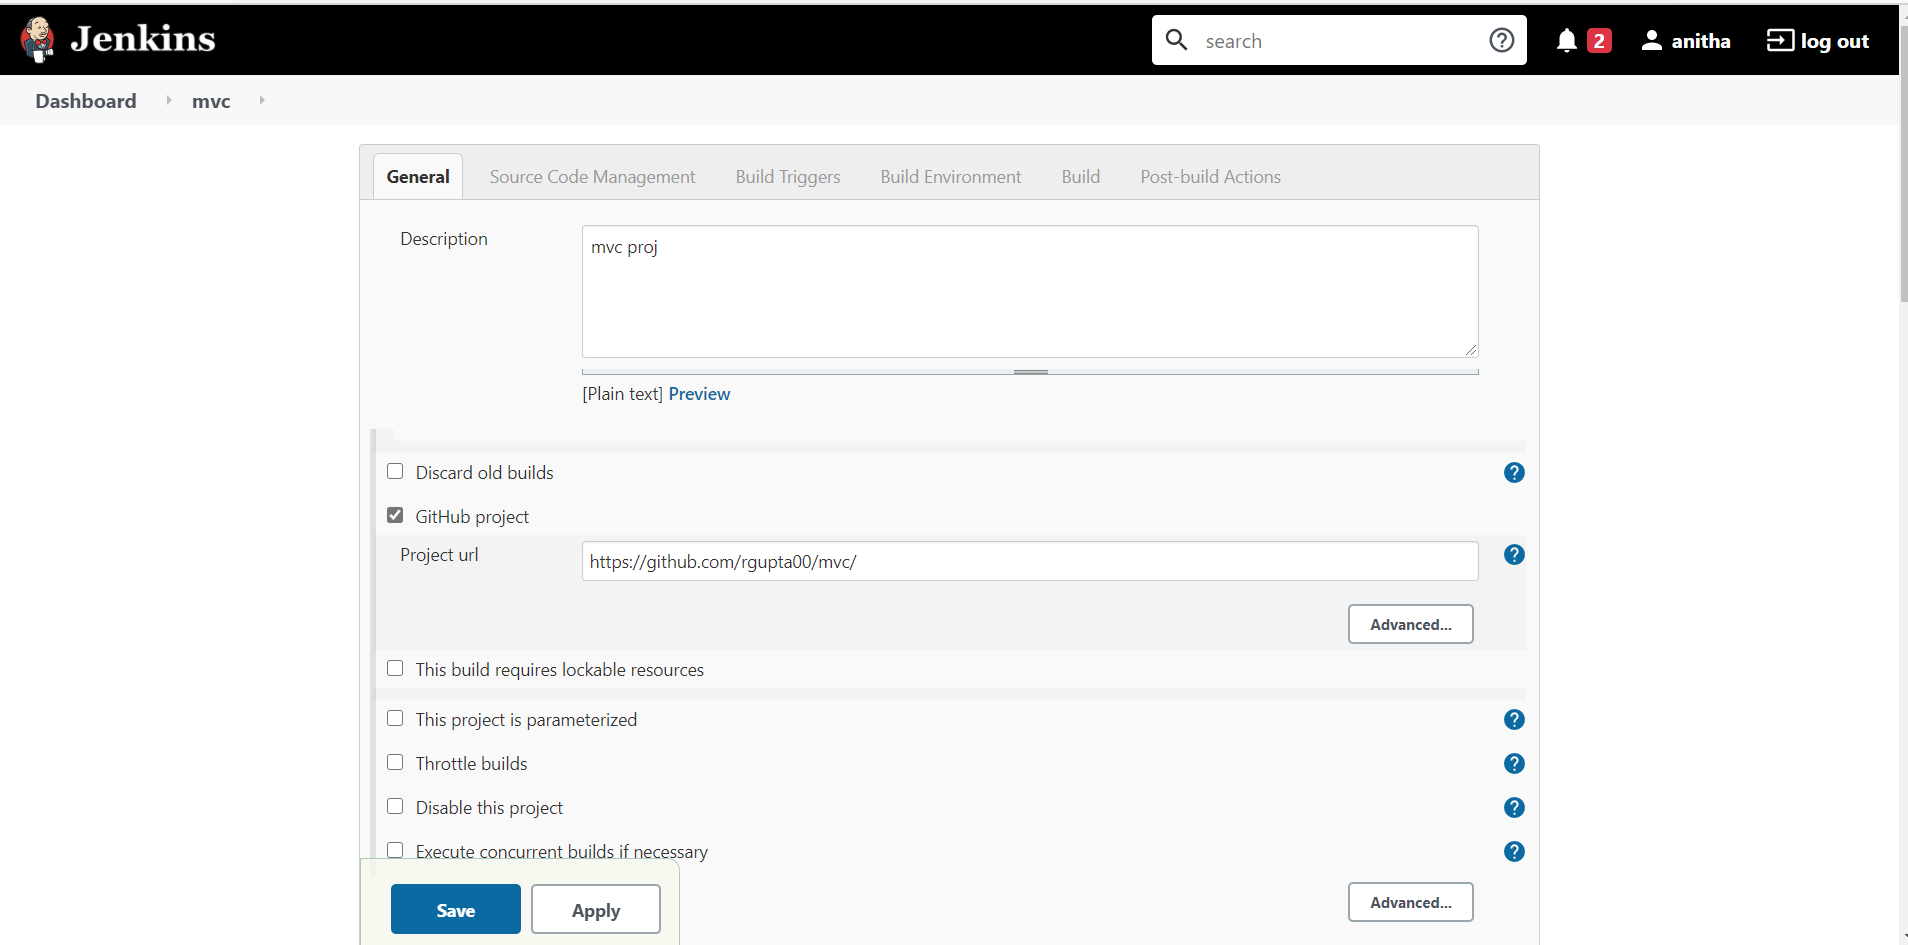 Jenkins
search
2
anitha
log out
Dashboard
mvc
General
Source Code Management
Build Triggers
Build Environment
Build
Post-build Actions
Description
mvc proj
[Plain text] Preview
Discard old builds
GitHub project
Project url
https://github.com/rgupta00/mvc/
Advanced...
This build requires lockable resources
This project is parameterized
Throttle builds
Disable this project
Execute concurrent builds if necessary
Save
Apply
Advanced...